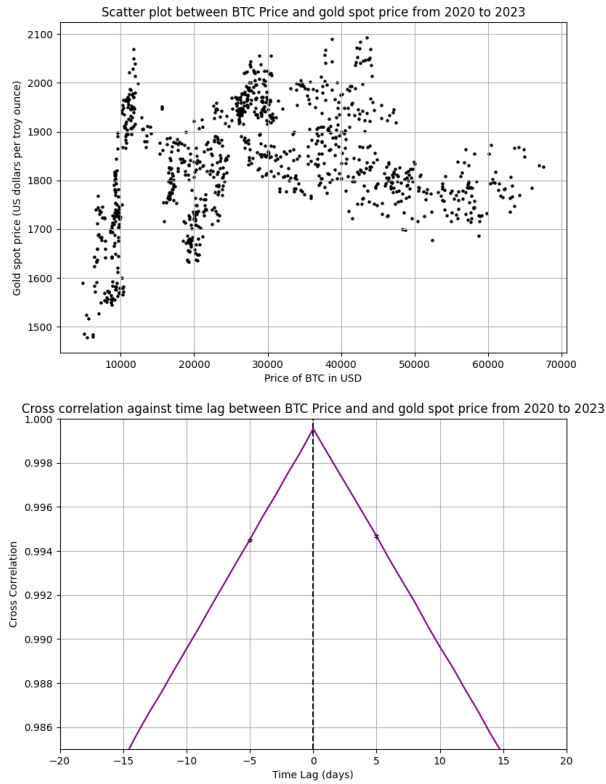 Scatter plot between BTC Price and gold spot price from 2020 to 2023
2100
2000
1900
1800
1700
1600
1500
Gold spot price (US dollars per troy ounce)
10000 20000 30000 40000 50000 60000 70000
Price of BTC in USD
Cross correlation against time lag between BTC Price and and gold spot price from 2020 to 2023
1.000
0.998
0.996
0.994
0.992
0.990
0.988
0.986
Cross Correlation
−20 −15 −10 −5 0 5 10 15 20
Time Lag (days)